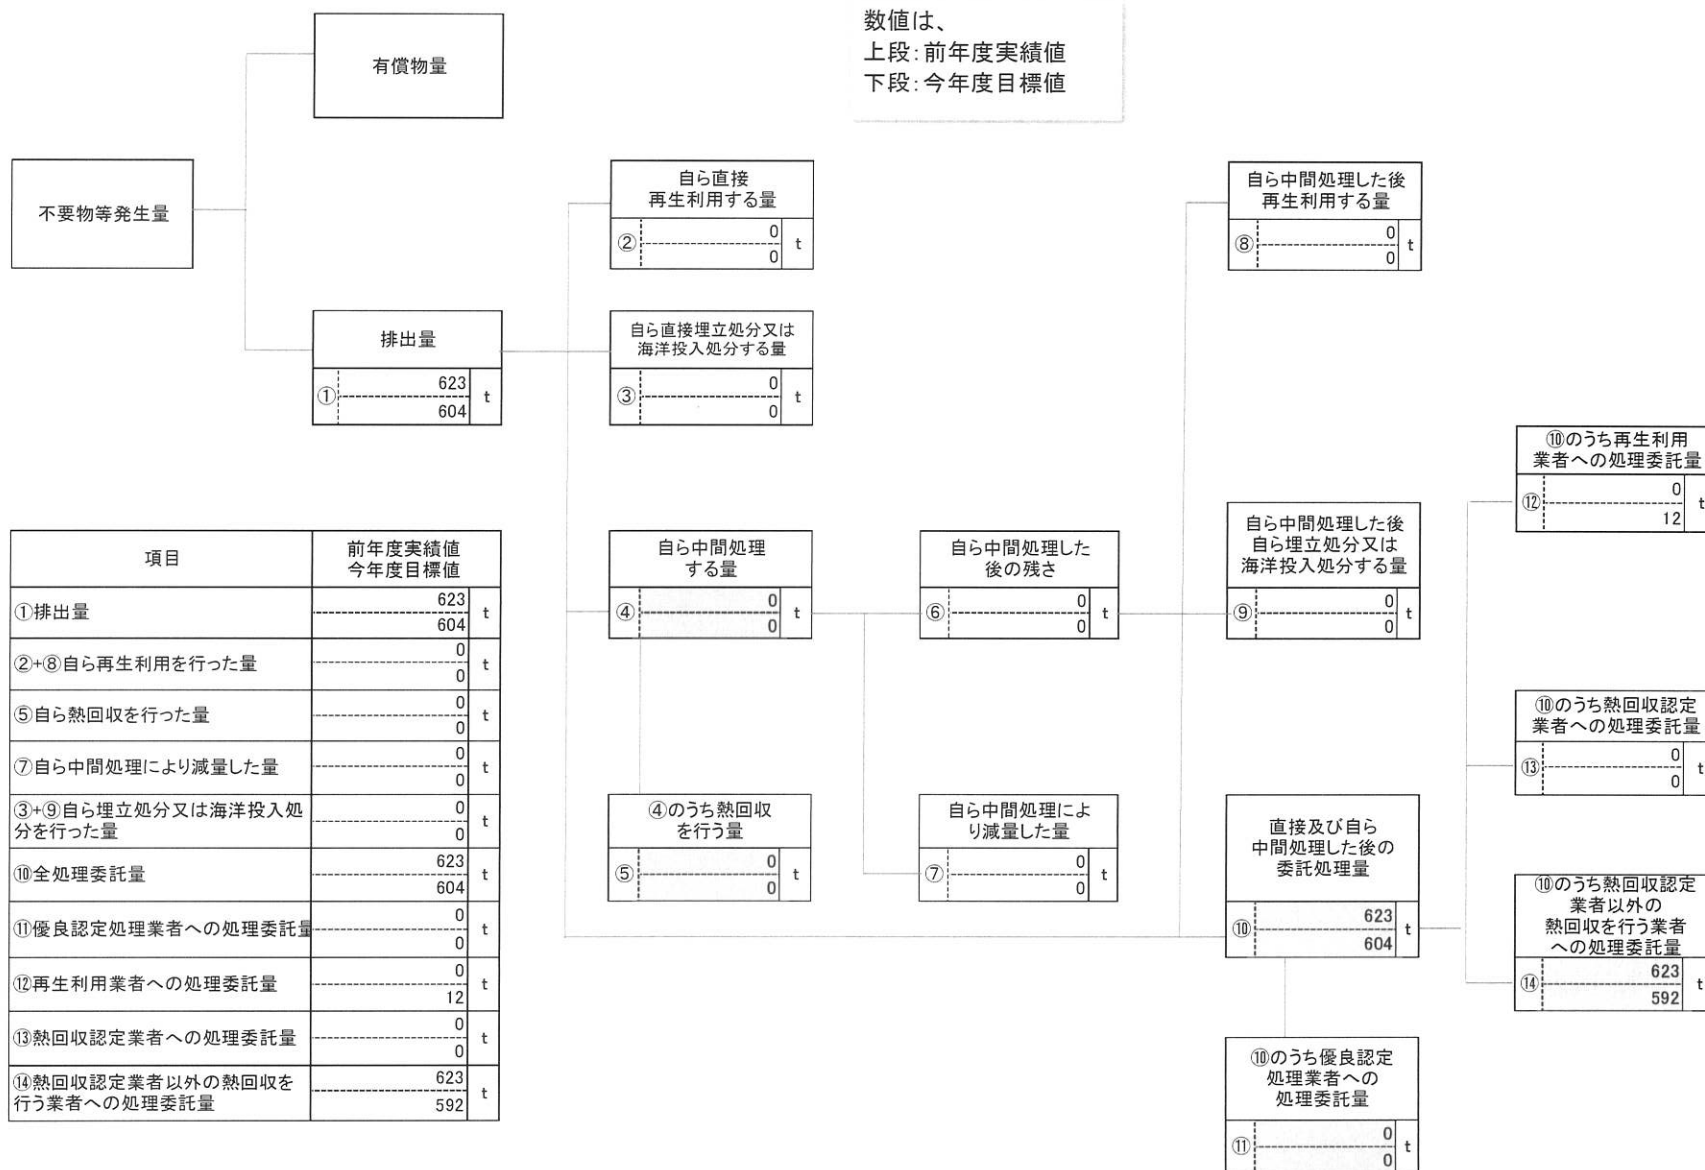 数値は、
上段:前年度実績値
下段:今年度目標値
有償物量
不要物等発生量
排出量
①
623
604
t
自ら直接
再生利用する量
②
0
0
t
自ら直接埋立処分又は
海洋投入処分する量
③
0
0
t
自ら中間処理
する量
④
0
0
t
④のうち熱回収
を行う量
⑤
0
0
t
自ら中間処理した
後の残さ
⑥
0
0
t
自ら中間処理によ
り減量した量
⑦
0
0
t
自ら中間処理した後
再生利用する量
⑧
0
0
t
自ら中間処理した後
自ら埋立処分又は
海洋投入処分する量
⑨
0
0
t
直接及び自ら
中間処理した後の
委託処理量
⑩
623
604
t
⑩のうち優良認定
処理業者への
処理委託量
⑪
0
0
t
⑩のうち再生利用
業者への処理委託量
⑫
0
12
t
⑩のうち熱回収認定
業者への処理委託量
⑬
0
0
t
⑩のうち熱回収認定
業者以外の
熱回収を行う業者
への処理委託量
⑭
623
592
t
項目
前年度実績値
今年度目標値
①排出量
623
604
t
②+⑧自ら再生利用を行った量
0
0
t
⑤自ら熱回収を行った量
0
0
t
⑦自ら中間処理により減量した量
0
0
t
③+⑨自ら埋立処分又は海洋投入処
分を行った量
0
0
t
⑩全処理委託量
623
604
t
⑪優良認定処理業者への処理委託量
0
0
t
⑫再生利用業者への処理委託量
0
12
t
⑬熱回収認定業者への処理委託量
0
0
t
⑭熱回収認定業者以外の熱回収を
行う業者への処理委託量
623
592
t